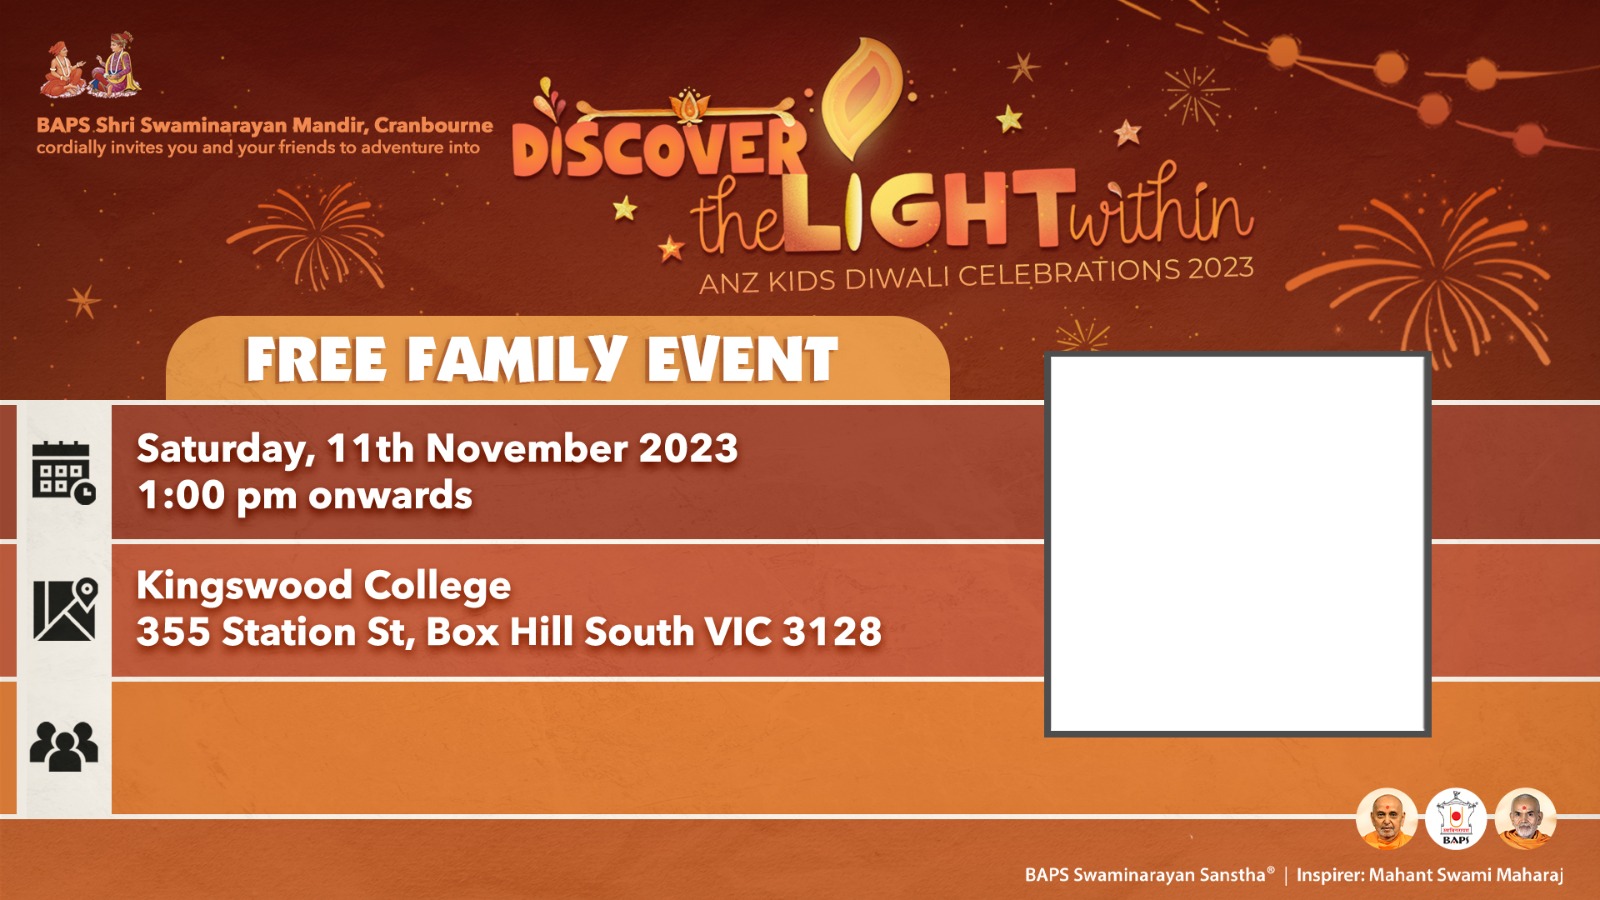 BAPS Shri Swaminarayan Mandir, Cranbourne
cordially invites you and your friends to adventure into
DISCOVER
the LIGHT within
ANZ KIDS DIWALI CELEBRATIONS 2023
FREE FAMILY EVENT
Saturday, 11th November 2023
1:00 pm onwards
Kingswood College
355 Station St, Box Hill South VIC 3128
BAPS
BAPS Swaminarayan Sanstha® | Inspirer: Mahant Swami Maharaj